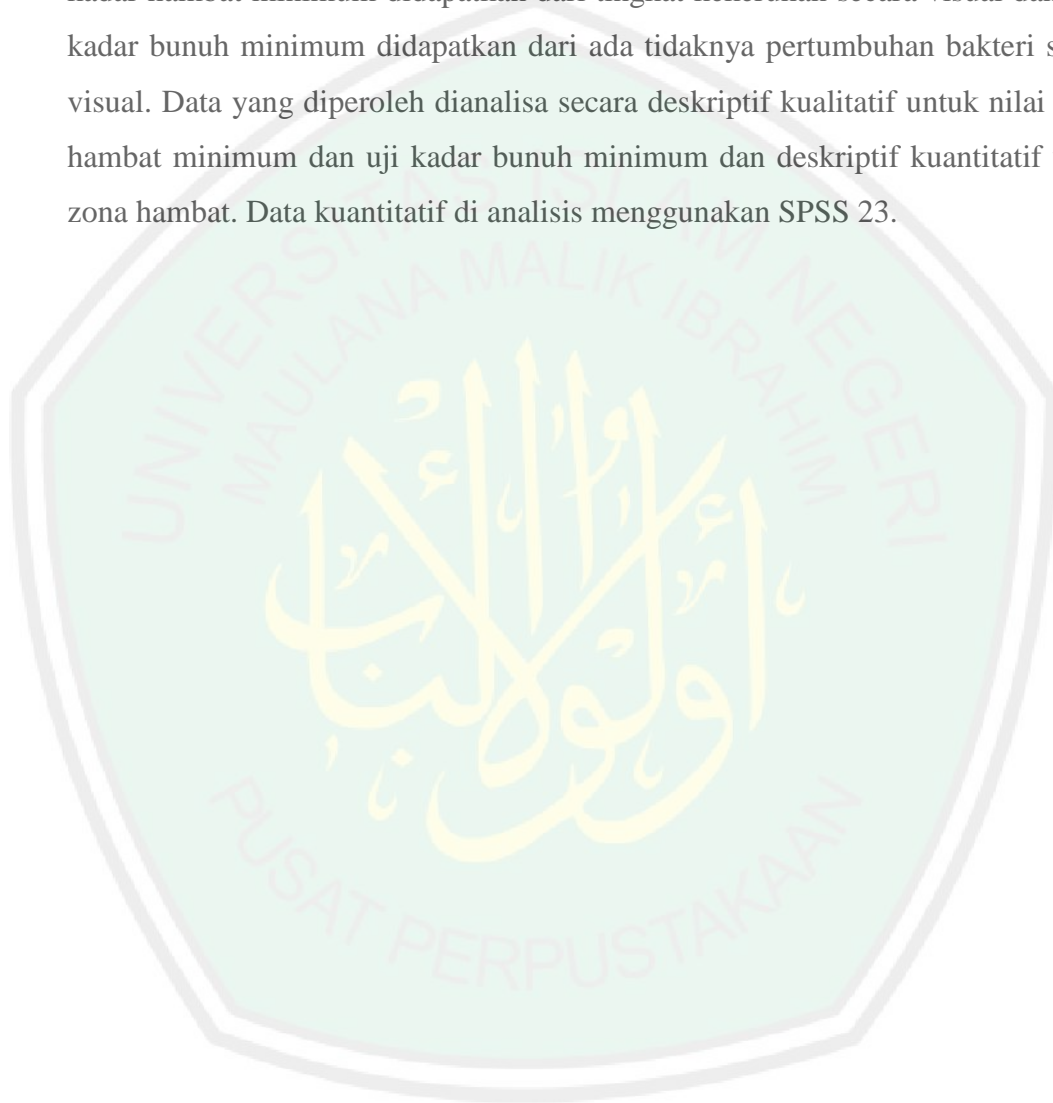 kadar hambat minimum didapatkan dari tingkat kekeruhan secara visual dan
kadar bunuh minimum didapatkan dari ada tidaknya pertumbuhan bakteri s
visual. Data yang diperoleh dianalisa secara deskriptif kualitatif untuk nilai
hambat minimum dan uji kadar bunuh minimum dan deskriptif kuantitatif
zona hambat. Data kuantitatif di analisis menggunakan SPSS 23.
UNIVERSITAS ISLAM NEGERI
MAULANA MALIK IBRAHIM
أولوا الألباب
PUSAT PERPUSTAKAAN